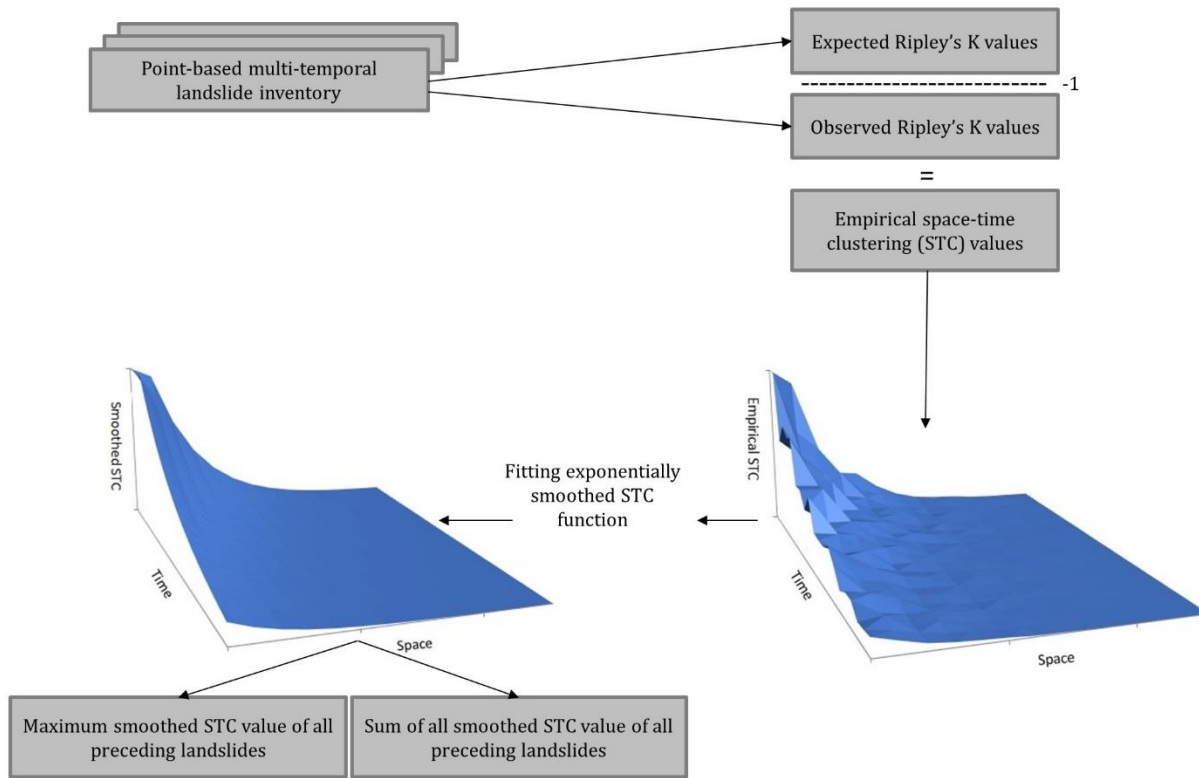 Point-based multi-temporal
landslide inventory
Expected Ripley’s K values
-1
Observed Ripley’s K values
=
Empirical space-time
clustering (STC) values
Smoothed STC
Time
Space
Fitting exponentially
smoothed STC
function
Empirical STC
Time
Space
Maximum smoothed STC value of all
preceding landslides
Sum of all smoothed STC value of all
preceding landslides